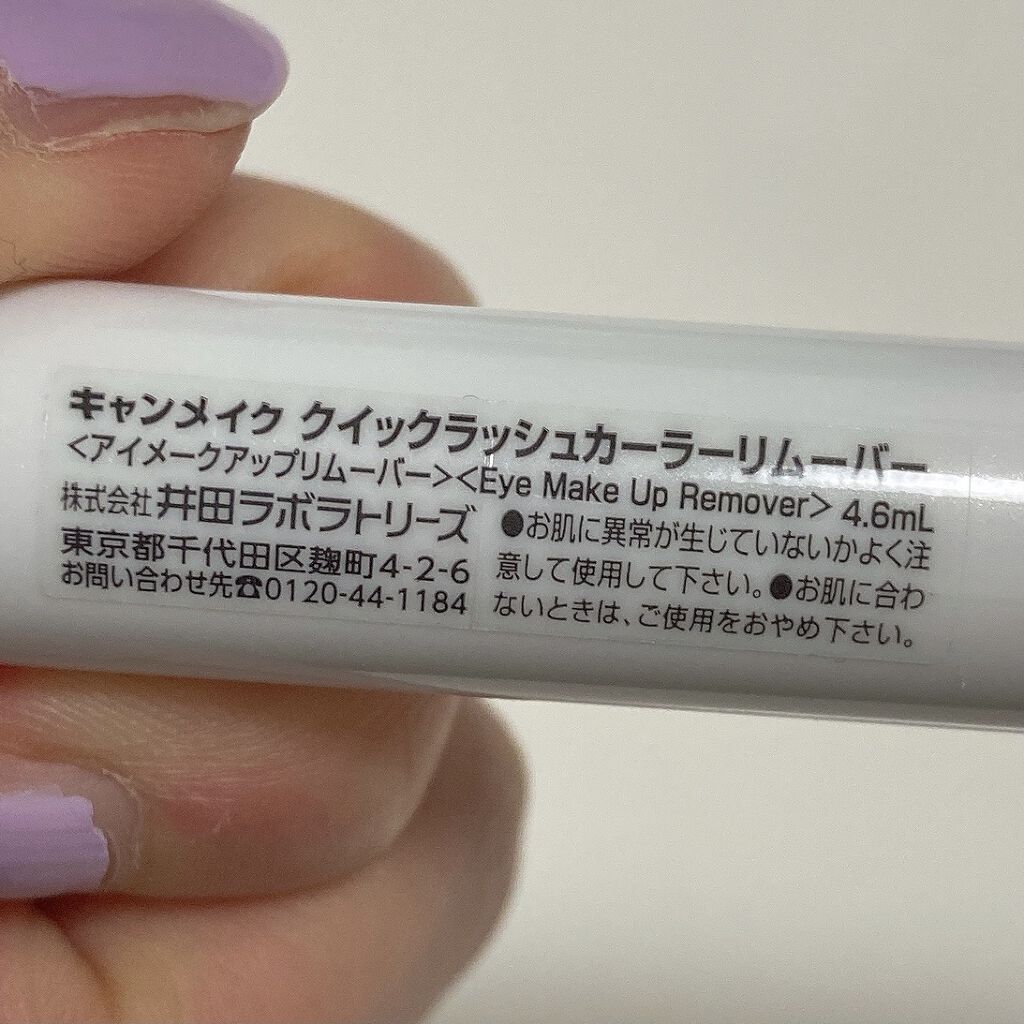 キャンメイク クイックラッシュカーラーリムーバー
<アイメークアップリムーバー><Eye Make Up Remover> 4.6mL
株式会社 井田ラボラトリーズ
東京都千代田区麹町4-2-6
お問い合わせ先☎0120-44-1184
●お肌に異常が生じていないかよく注
意して使用して下さい。●お肌に合わ
ないときは、ご使用をおやめ下さい。